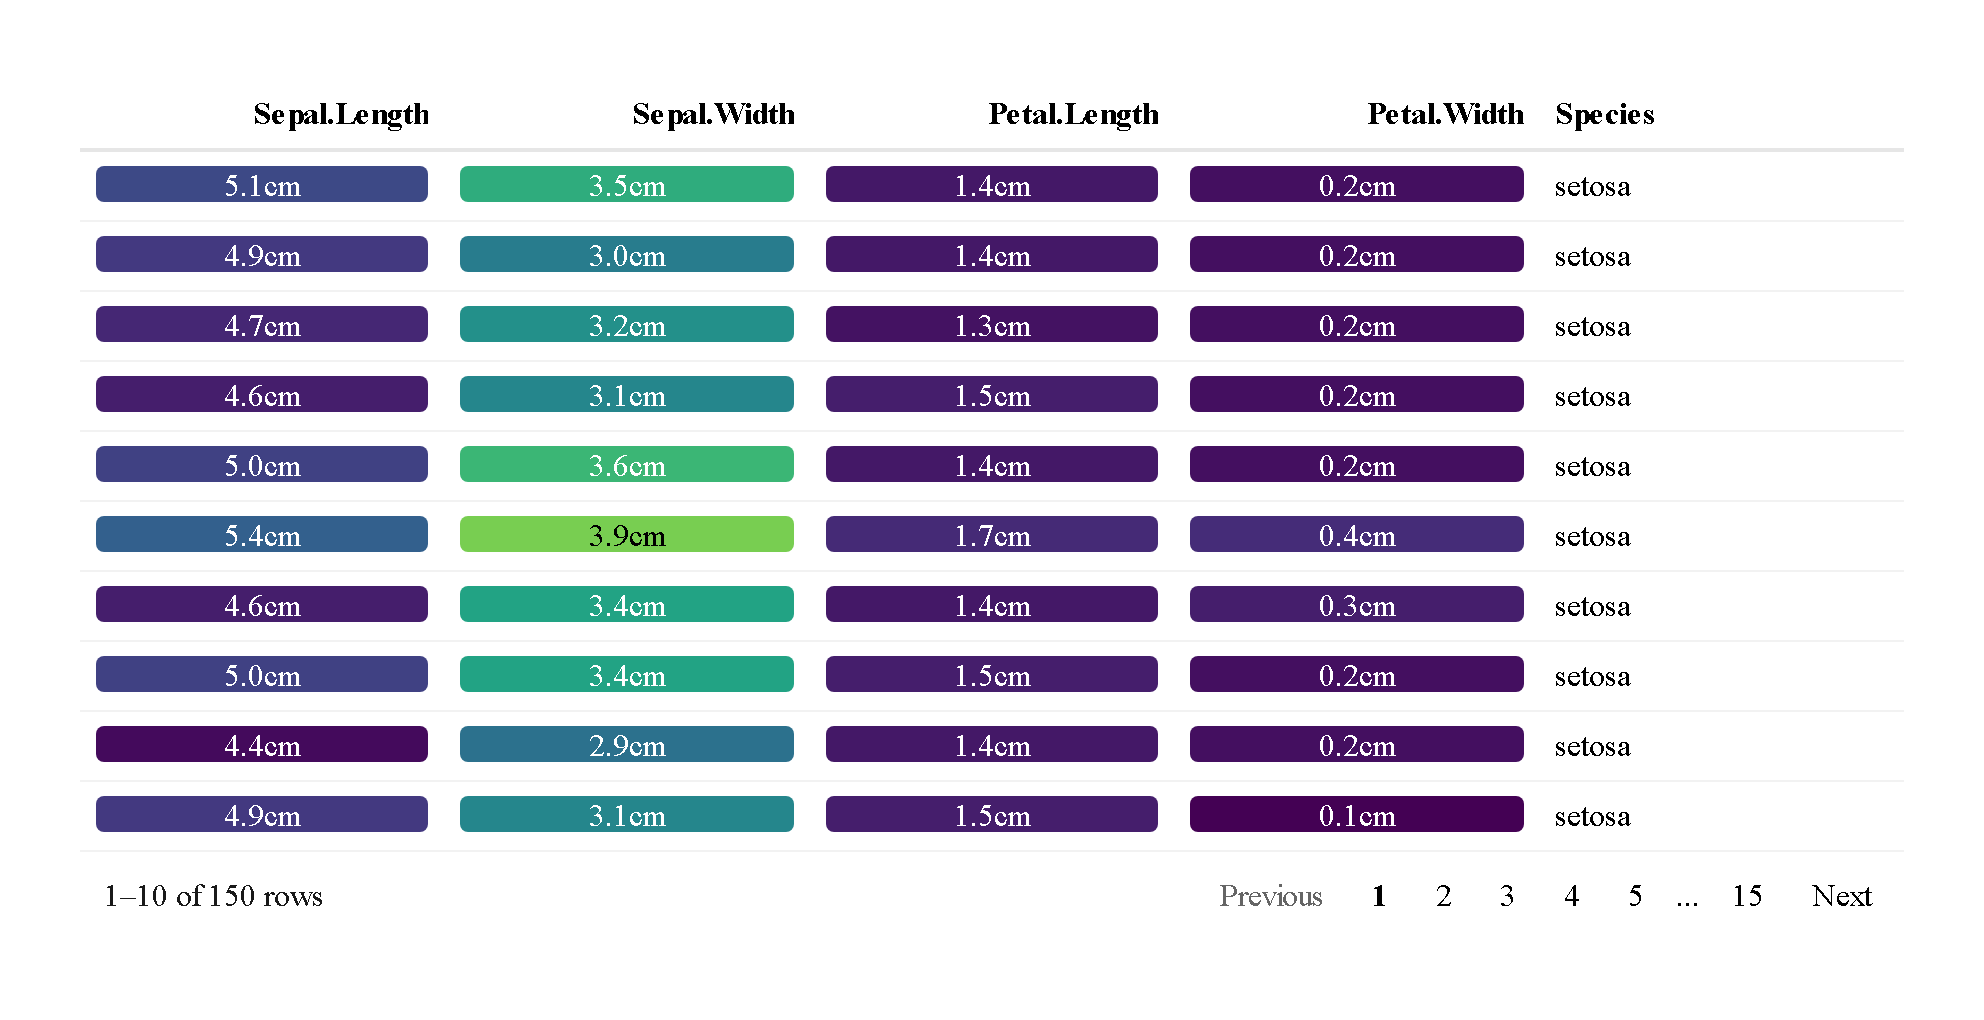 Sepal.Length Sepal.Width Petal.Length Petal.Width Species
5.1cm 3.5cm 1.4cm 0.2cm setosa
4.9cm 3.0cm 1.4cm 0.2cm setosa
4.7cm 3.2cm 1.3cm 0.2cm setosa
4.6cm 3.1cm 1.5cm 0.2cm setosa
5.0cm 3.6cm 1.4cm 0.2cm setosa
5.4cm 3.9cm 1.7cm 0.4cm setosa
4.6cm 3.4cm 1.4cm 0.3cm setosa
5.0cm 3.4cm 1.5cm 0.2cm setosa
4.4cm 2.9cm 1.4cm 0.2cm setosa
4.9cm 3.1cm 1.5cm 0.1cm setosa
1–10 of 150 rows Previous 1 2 3 4 5 ... 15 Next